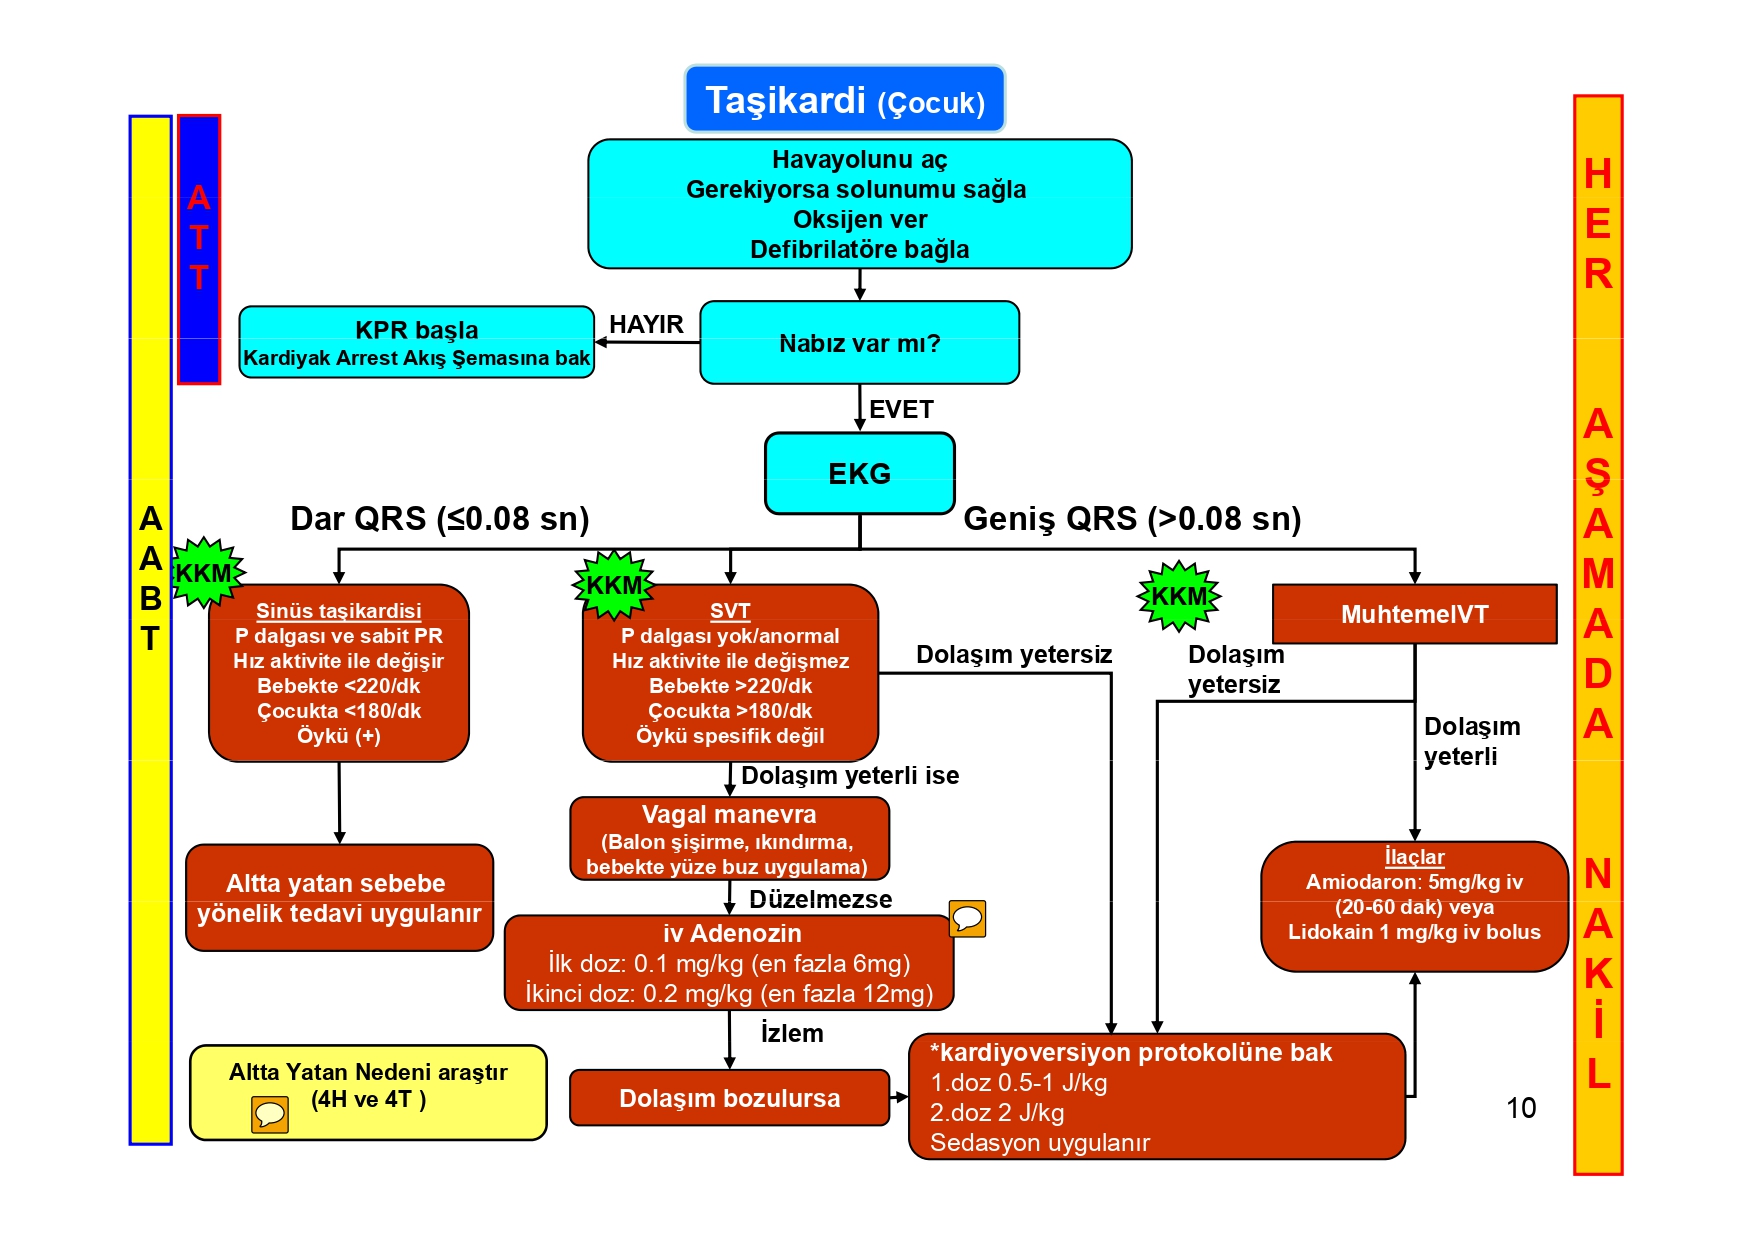 Taşikardi (Çocuk)
Havayolunu aç
Gerekiyorsa solunumu sağla
Oksijen ver
Defibrilatöre bağla
ATT
AABT
HER AŞAMADA NAKİL
KPR başla
Kardiyak Arrest Akış Şemasına bak
HAYIR
Nabız var mı?
EVET
EKG
Dar QRS (≤0.08 sn)
Geniş QRS (>0.08 sn)
KKM
Sinüs taşikardisi
P dalgası ve sabit PR
Hız aktivite ile değişir
Bebekte <220/dk
Çocukta <180/dk
Öykü (+)
Altta yatan sebebe
yönelik tedavi uygulanır
KKM
SVT
P dalgası yok/anormal
Hız aktivite ile değişmez
Bebekte >220/dk
Çocukta >180/dk
Öykü spesifik değil
Dolaşım yetersiz
Dolaşım yeterli ise
Vagal manevra
(Balon şişirme, ıkındırma,
bebekte yüze buz uygulama)
Düzelmezse
iv Adenozin
İlk doz: 0.1 mg/kg (en fazla 6mg)
İkinci doz: 0.2 mg/kg (en fazla 12mg)
İzlem
Dolaşım bozulursa
KKM
MuhtemelVT
Dolaşım
yetersiz
Dolaşım
yeterli
İlaçlar
Amiodaron: 5mg/kg iv
(20-60 dak) veya
Lidokain 1 mg/kg iv bolus
*kardiyoversiyon protokolüne bak
1.doz 0.5-1 J/kg
2.doz 2 J/kg
Sedasyon uygulanır
Altta Yatan Nedeni araştır
(4H ve 4T )
10